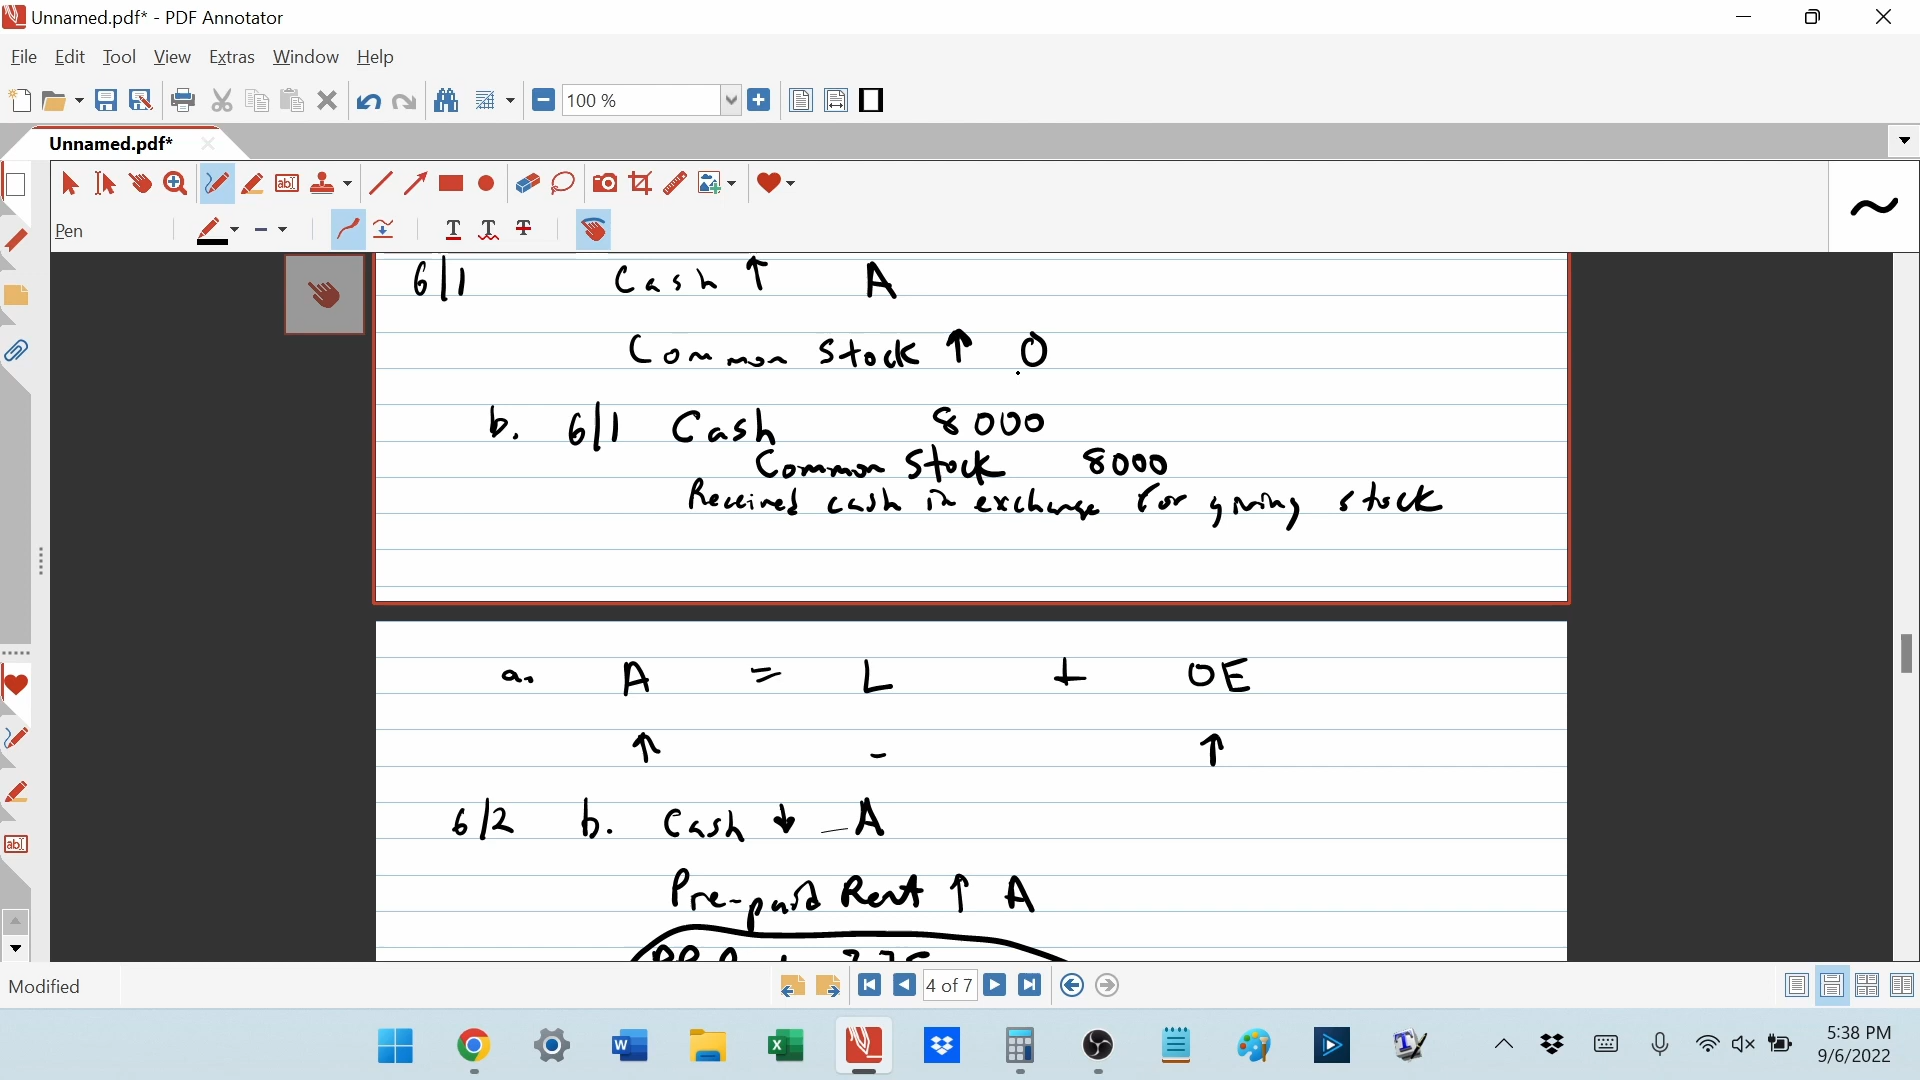 Unnamed.pdf* - PDF Annotator
File Edit Tool View Extras Window Help
100 %
Unnamed.pdf*
Pen
6/1 Cash ↑ A
Common Stock ↑ O
b. 6/1 Cash 8000
Common Stock 8000
Received cash in exchange for giving stock
a. A = L + OE
↑ - ↑
6/2 b. Cash ↓ -A
Pre-paid Rent ↑ A
Modified
4 of 7
5:38 PM
9/6/2022